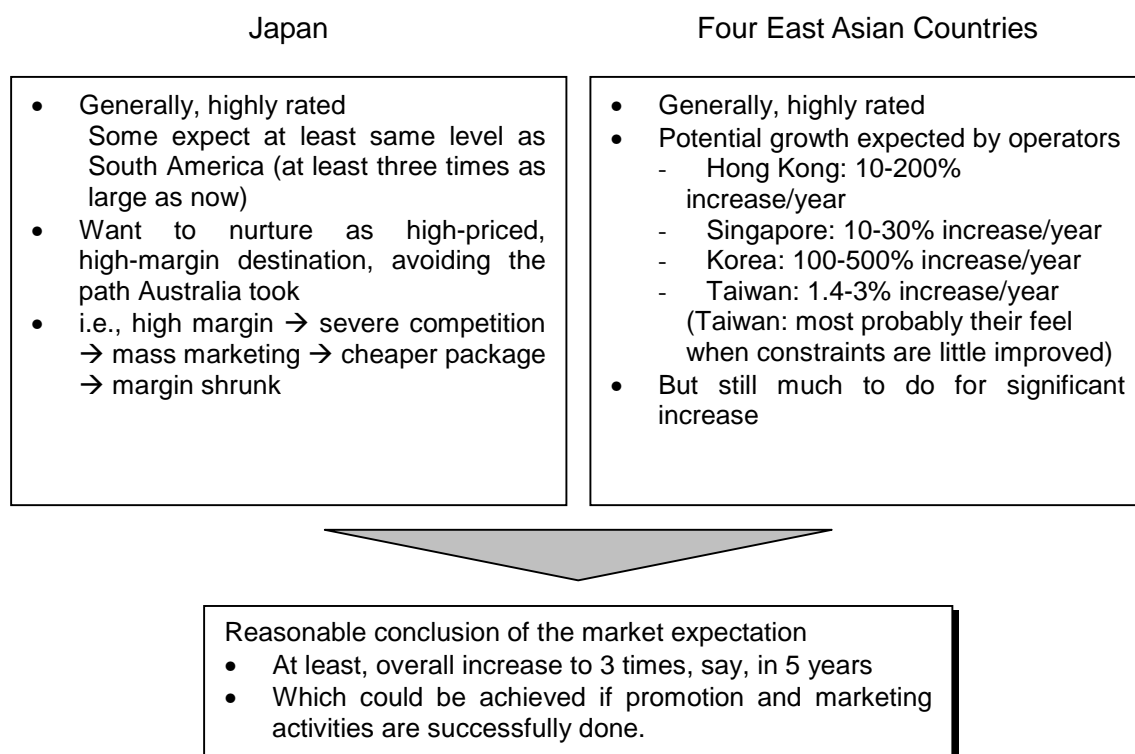 Japan
Four East Asian Countries
• Generally, highly rated
Some expect at least same level as
South America (at least three times as
large as now)
• Want to nurture as high-priced,
high-margin destination, avoiding the
path Australia took
• i.e., high margin → severe competition
→ mass marketing → cheaper package
→ margin shrunk
• Generally, highly rated
• Potential growth expected by operators
- Hong Kong: 10-200%
increase/year
- Singapore: 10-30% increase/year
- Korea: 100-500% increase/year
- Taiwan: 1.4-3% increase/year
(Taiwan: most probably their feel
when constraints are little improved)
• But still much to do for significant
increase
Reasonable conclusion of the market expectation
• At least, overall increase to 3 times, say, in 5 years
• Which could be achieved if promotion and marketing
activities are successfully done.